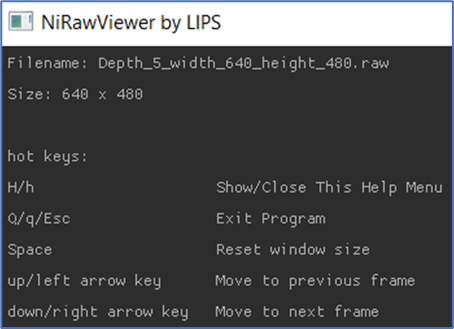 NiRawViewer by LIPS
Filename: Depth_5_width_640_height_480.raw
Size: 640 x 480
hot keys:
H/h Show/Close This Help Menu
Q/q/Esc Exit Program
Space Reset window size
up/left arrow key Move to previous frame
down/right arrow key Move to next frame